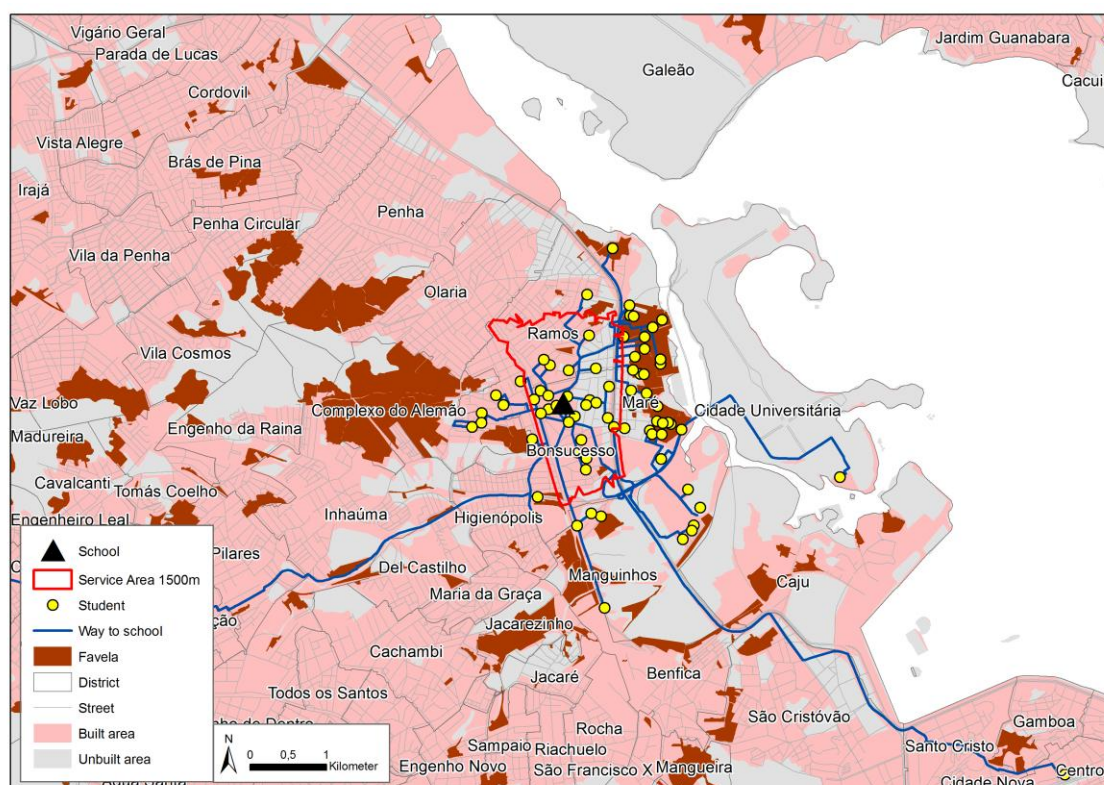 Vigário Geral
Jardim Guanabara
Parada de Lucas
Galeão
Cacui
Cordovil
Vista Alegre
Brás de Pina
Irajá
Penha
Penha Circular
Vila da Penha
Olaria
Ramos
Vila Cosmos
Vaz Lobo
Complexo do Alemão
Maré
Cidade Universitária
Madureira
Engenho da Raina
Bonsucesso
Cavalcanti
Tomás Coelho
Engenheiro Leal
Inhaúma
Higienópolis
Pilares
Del Castilho
Manguinhos
Caju
Maria da Graça
ção
Jacarezinho
Cachambi
Jacaré
Benfica
Todos os Santos
São Cristóvão
Rocha
Gamboa
Sampaio
Riachuelo
Santo Cristo
Engenho Novo
São Francisco X
Mangueira
Cidade Nova
Centro
School
Service Area 1500m
Student
Way to school
Favela
District
Street
Built area
Unbuilt area
N
0 0,5 1
Kilometer